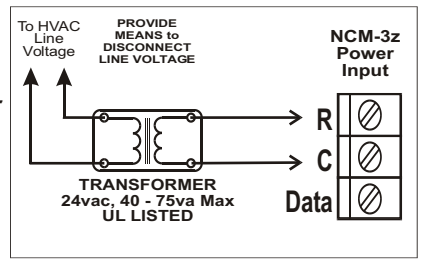 To HVAC
Line
Voltage
PROVIDE
MEANS to
DISCONNECT
LINE VOLTAGE
NCM-3z
Power
Input
R
C
Data
TRANSFORMER
24vac, 40 - 75va Max
UL LISTED